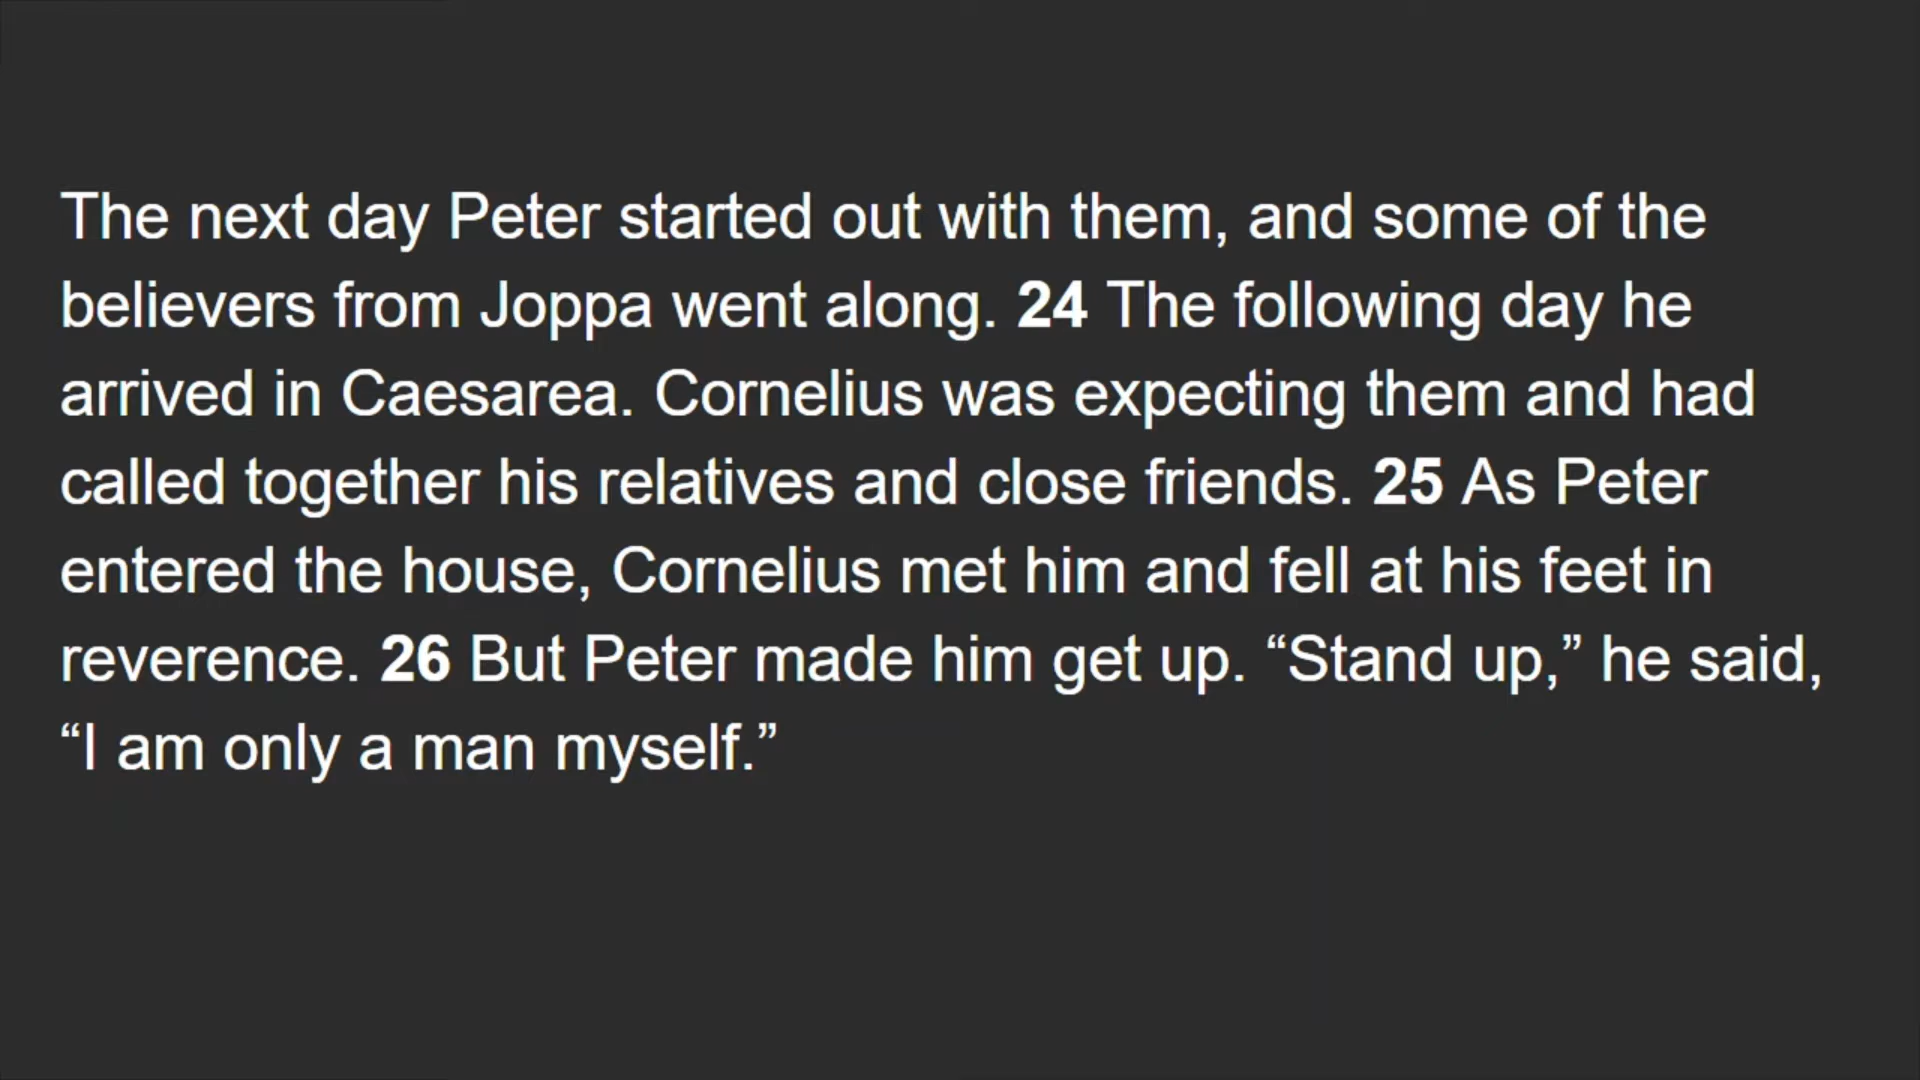 The next day Peter started out with them, and some of the
believers from Joppa went along. 24 The following day he
arrived in Caesarea. Cornelius was expecting them and had
called together his relatives and close friends. 25 As Peter
entered the house, Cornelius met him and fell at his feet in
reverence. 26 But Peter made him get up. “Stand up,” he said,
“I am only a man myself.”